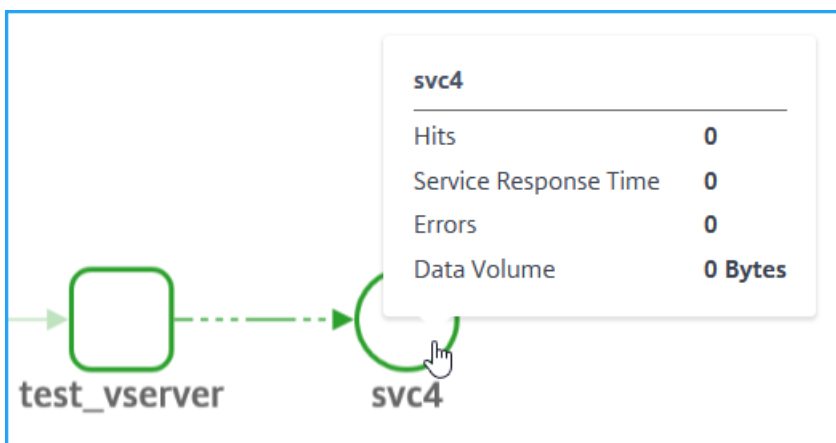 svc4
Hits 0
Service Response Time 0
Errors 0
Data Volume 0 Bytes
test_vserver
svc4